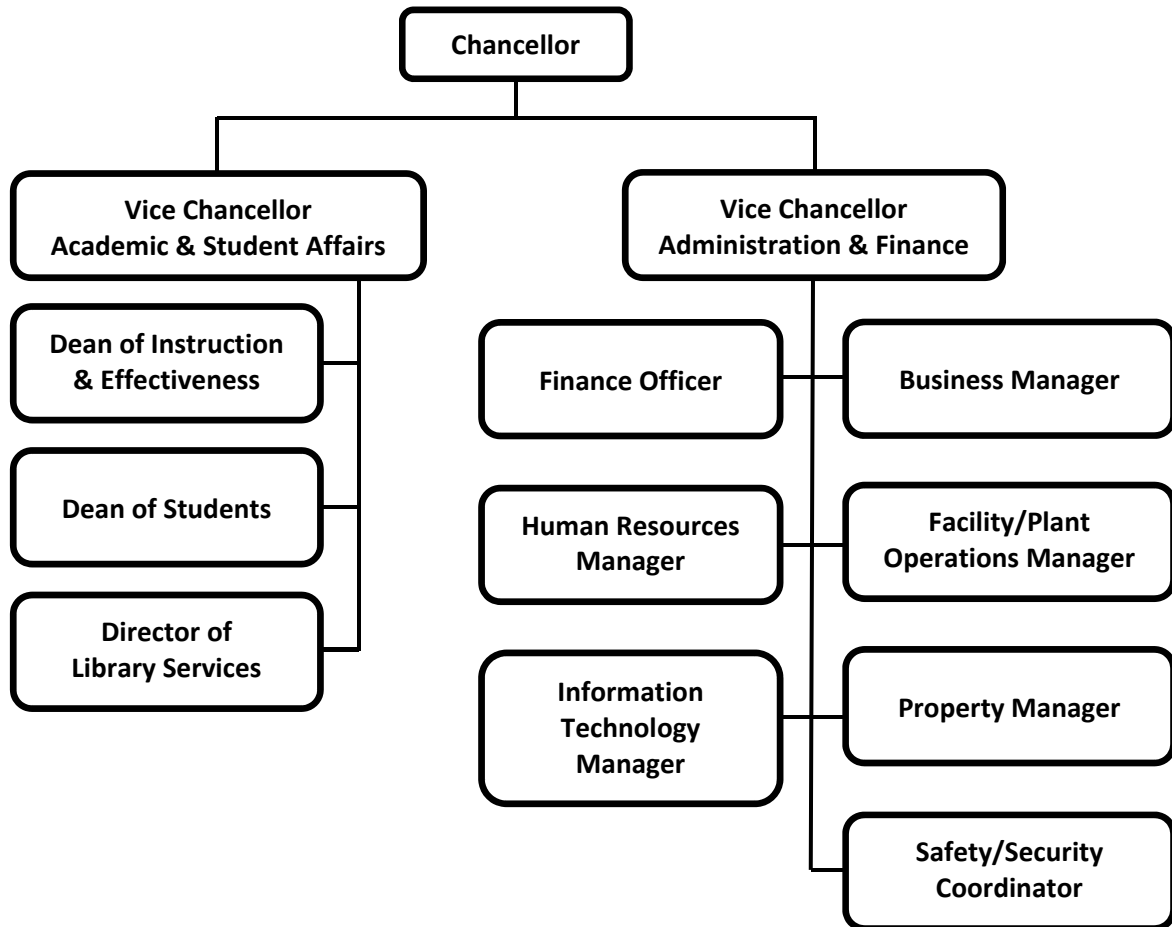 Chancellor
Vice Chancellor
Academic & Student Affairs
Vice Chancellor
Administration & Finance
Dean of Instruction
& Effectiveness
Dean of Students
Director of
Library Services
Finance Officer
Business Manager
Human Resources
Manager
Facility/Plant
Operations Manager
Information
Technology
Manager
Property Manager
Safety/Security
Coordinator